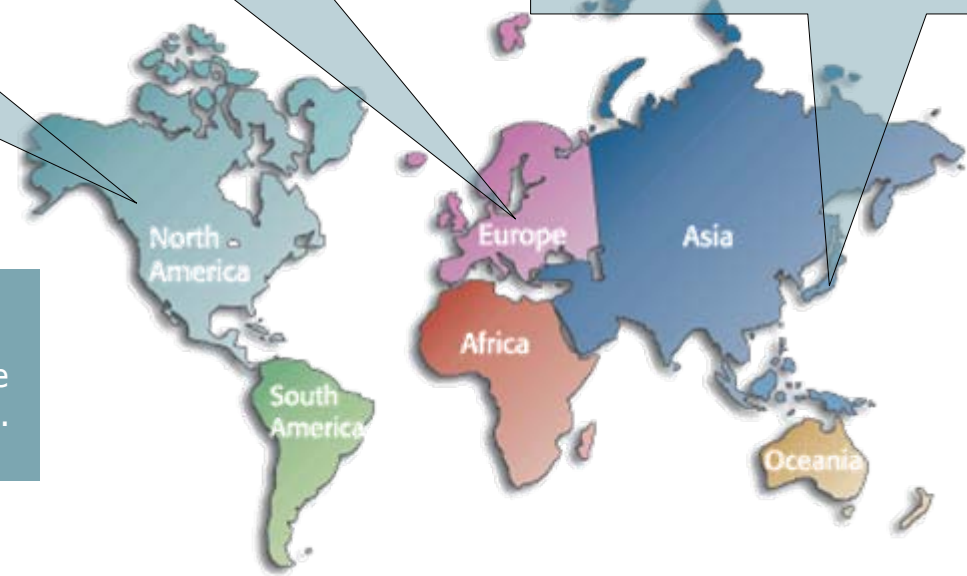 North
America
Europe
Asia
e
.
Africa
South
America
Oceania